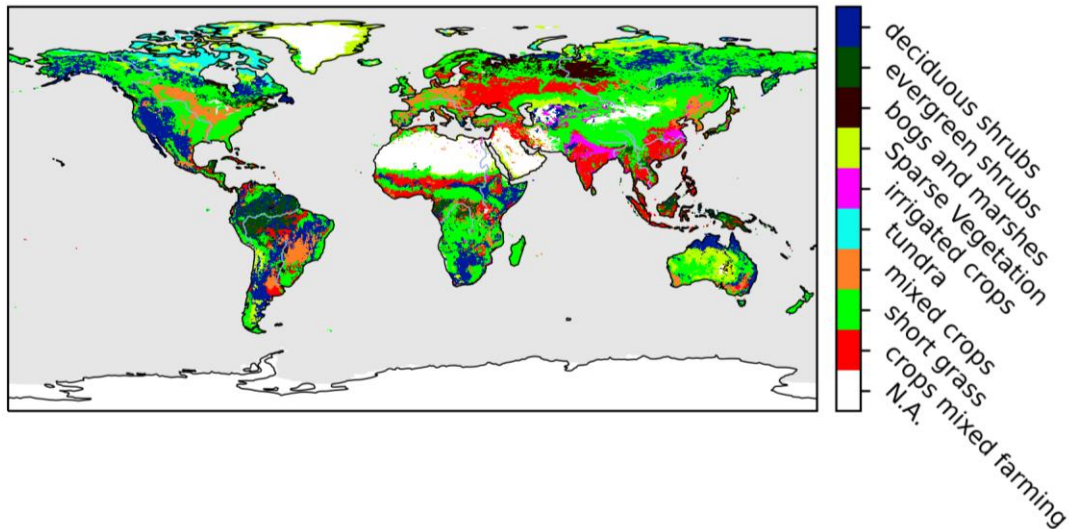 deciduous shrubs
evergreen shrubs
bogs and marshes
Sparse Vegetation
irrigated crops
tundra
mixed crops
short grass
crops mixed farming
N.A.